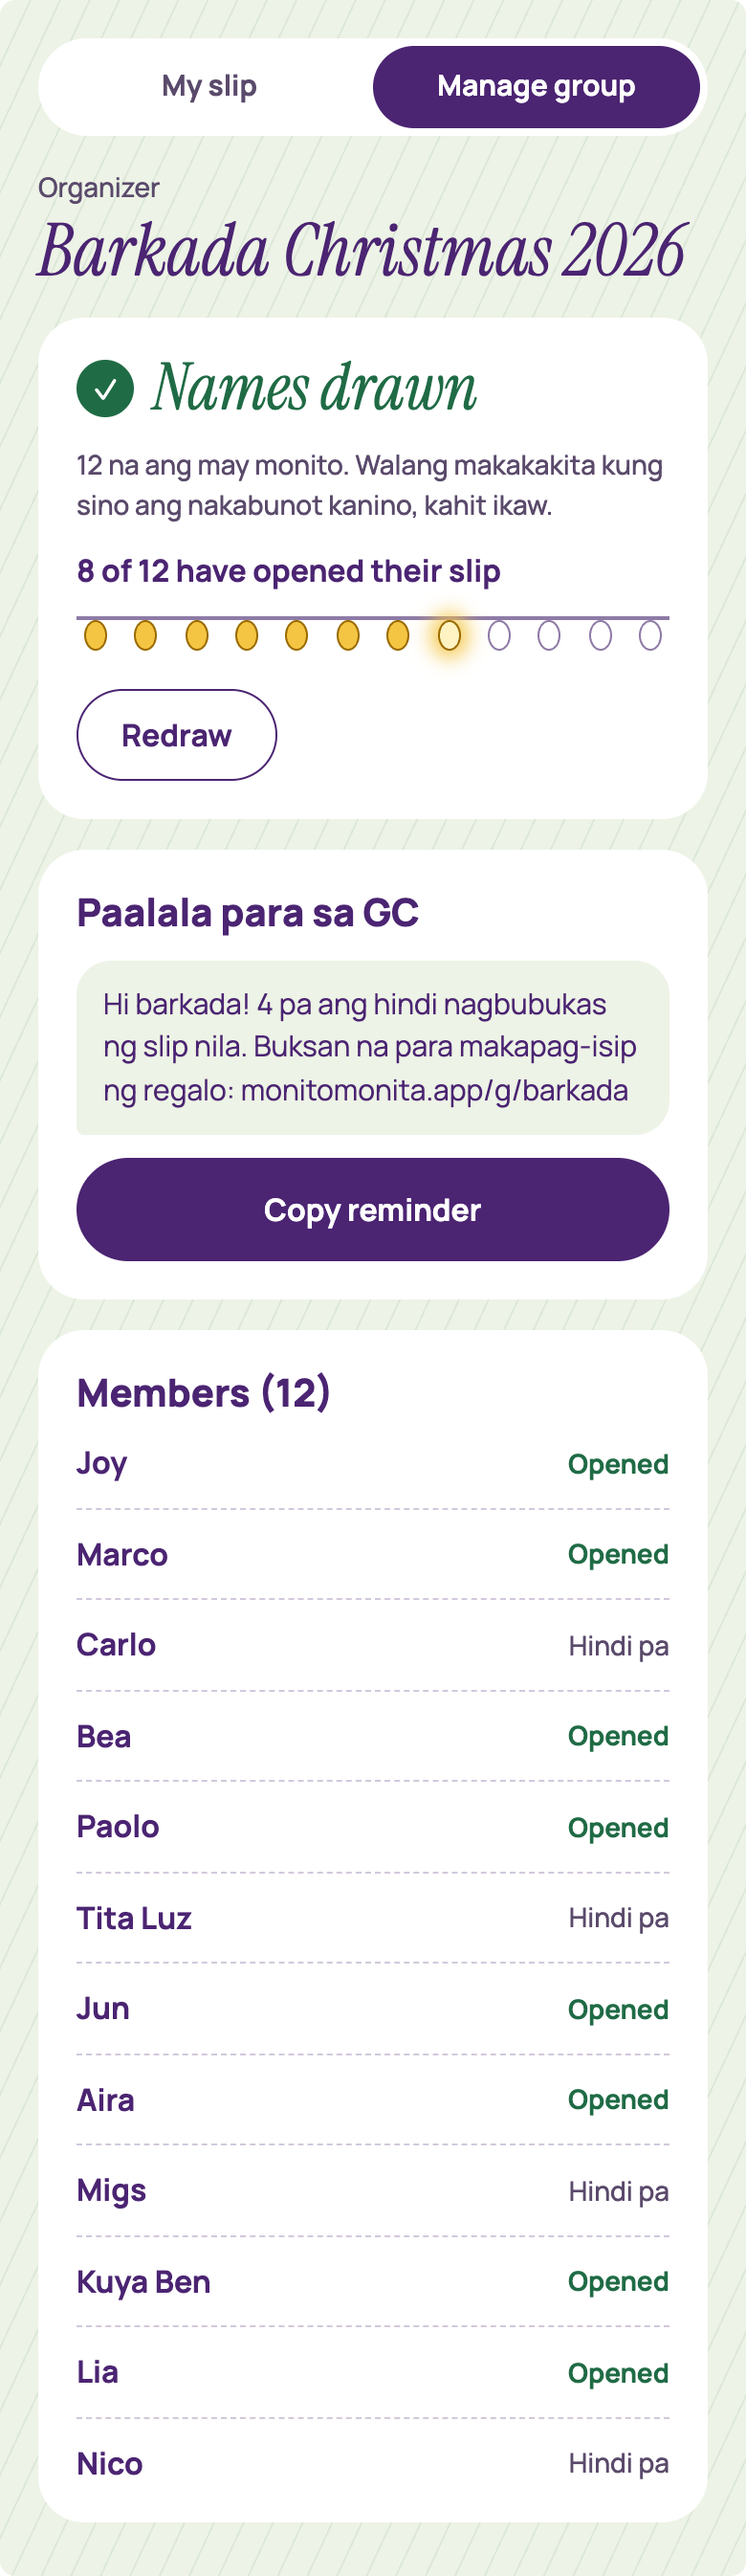 My slip
Manage group
Organizer
Barkada Christmas 2026
Names drawn
12 na ang may monito. Walang makakakita kung
sino ang nakabunot kanino, kahit ikaw.
8 of 12 have opened their slip
Redraw
Paalala para sa GC
Hi barkada! 4 pa ang hindi nagbubukas
ng slip nila. Buksan na para makapag-isip
ng regalo: monitomonita.app/g/barkada
Copy reminder
Members (12)
Joy Opened
Marco Opened
Carlo Hindi pa
Bea Opened
Paolo Opened
Tita Luz Hindi pa
Jun Opened
Aira Opened
Migs Hindi pa
Kuya Ben Opened
Lia Opened
Nico Hindi pa